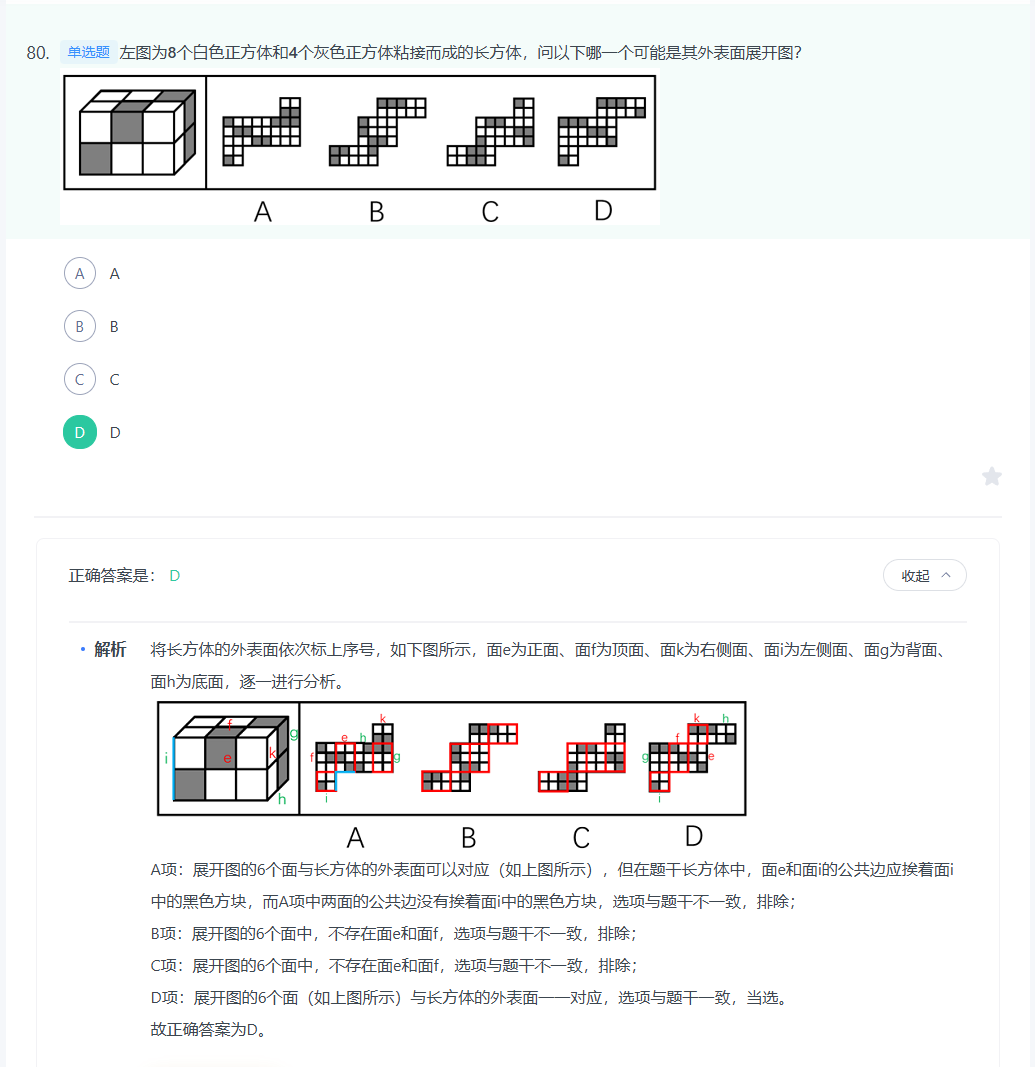 80. 单选题 左图为8个白色正方体和4个灰色正方体粘接而成的长方体，问以下哪一个可能是其外表面展开图？
A B C D
A A
B B
C C
D D
正确答案是： D
收起
• 解析 将长方体的外表面依次标上序号，如下图所示，面e为正面、面f为顶面、面k为右侧面、面i为左侧面、面g为背面、
面h为底面，逐一进行分析。
f g i e k h
k e h f g i
k h f g e i
A B C D
A项：展开图的6个面与长方体的外表面可以对应（如上图所示），但在题干长方体中，面e和面i的公共边应挨着面i
中的黑色方块，而A项中两面的公共边没有挨着面i中的黑色方块，选项与题干不一致，排除；
B项：展开图的6个面中，不存在面e和面f，选项与题干不一致，排除；
C项：展开图的6个面中，不存在面e和面f，选项与题干不一致，排除；
D项：展开图的6个面（如上图所示）与长方体的外表面一一对应，选项与题干一致，当选。
故正确答案为D。